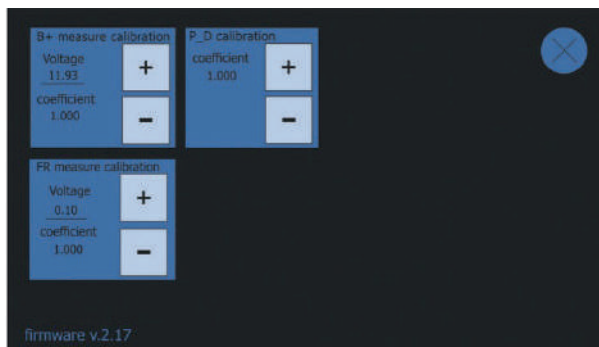 B+ measure calibration
Voltage
11.93
coefficient
1.000
+
-
P_D calibration
coefficient
1.000
+
-
FR measure calibration
Voltage
0.10
coefficient
1.000
+
-
firmware v.2.17